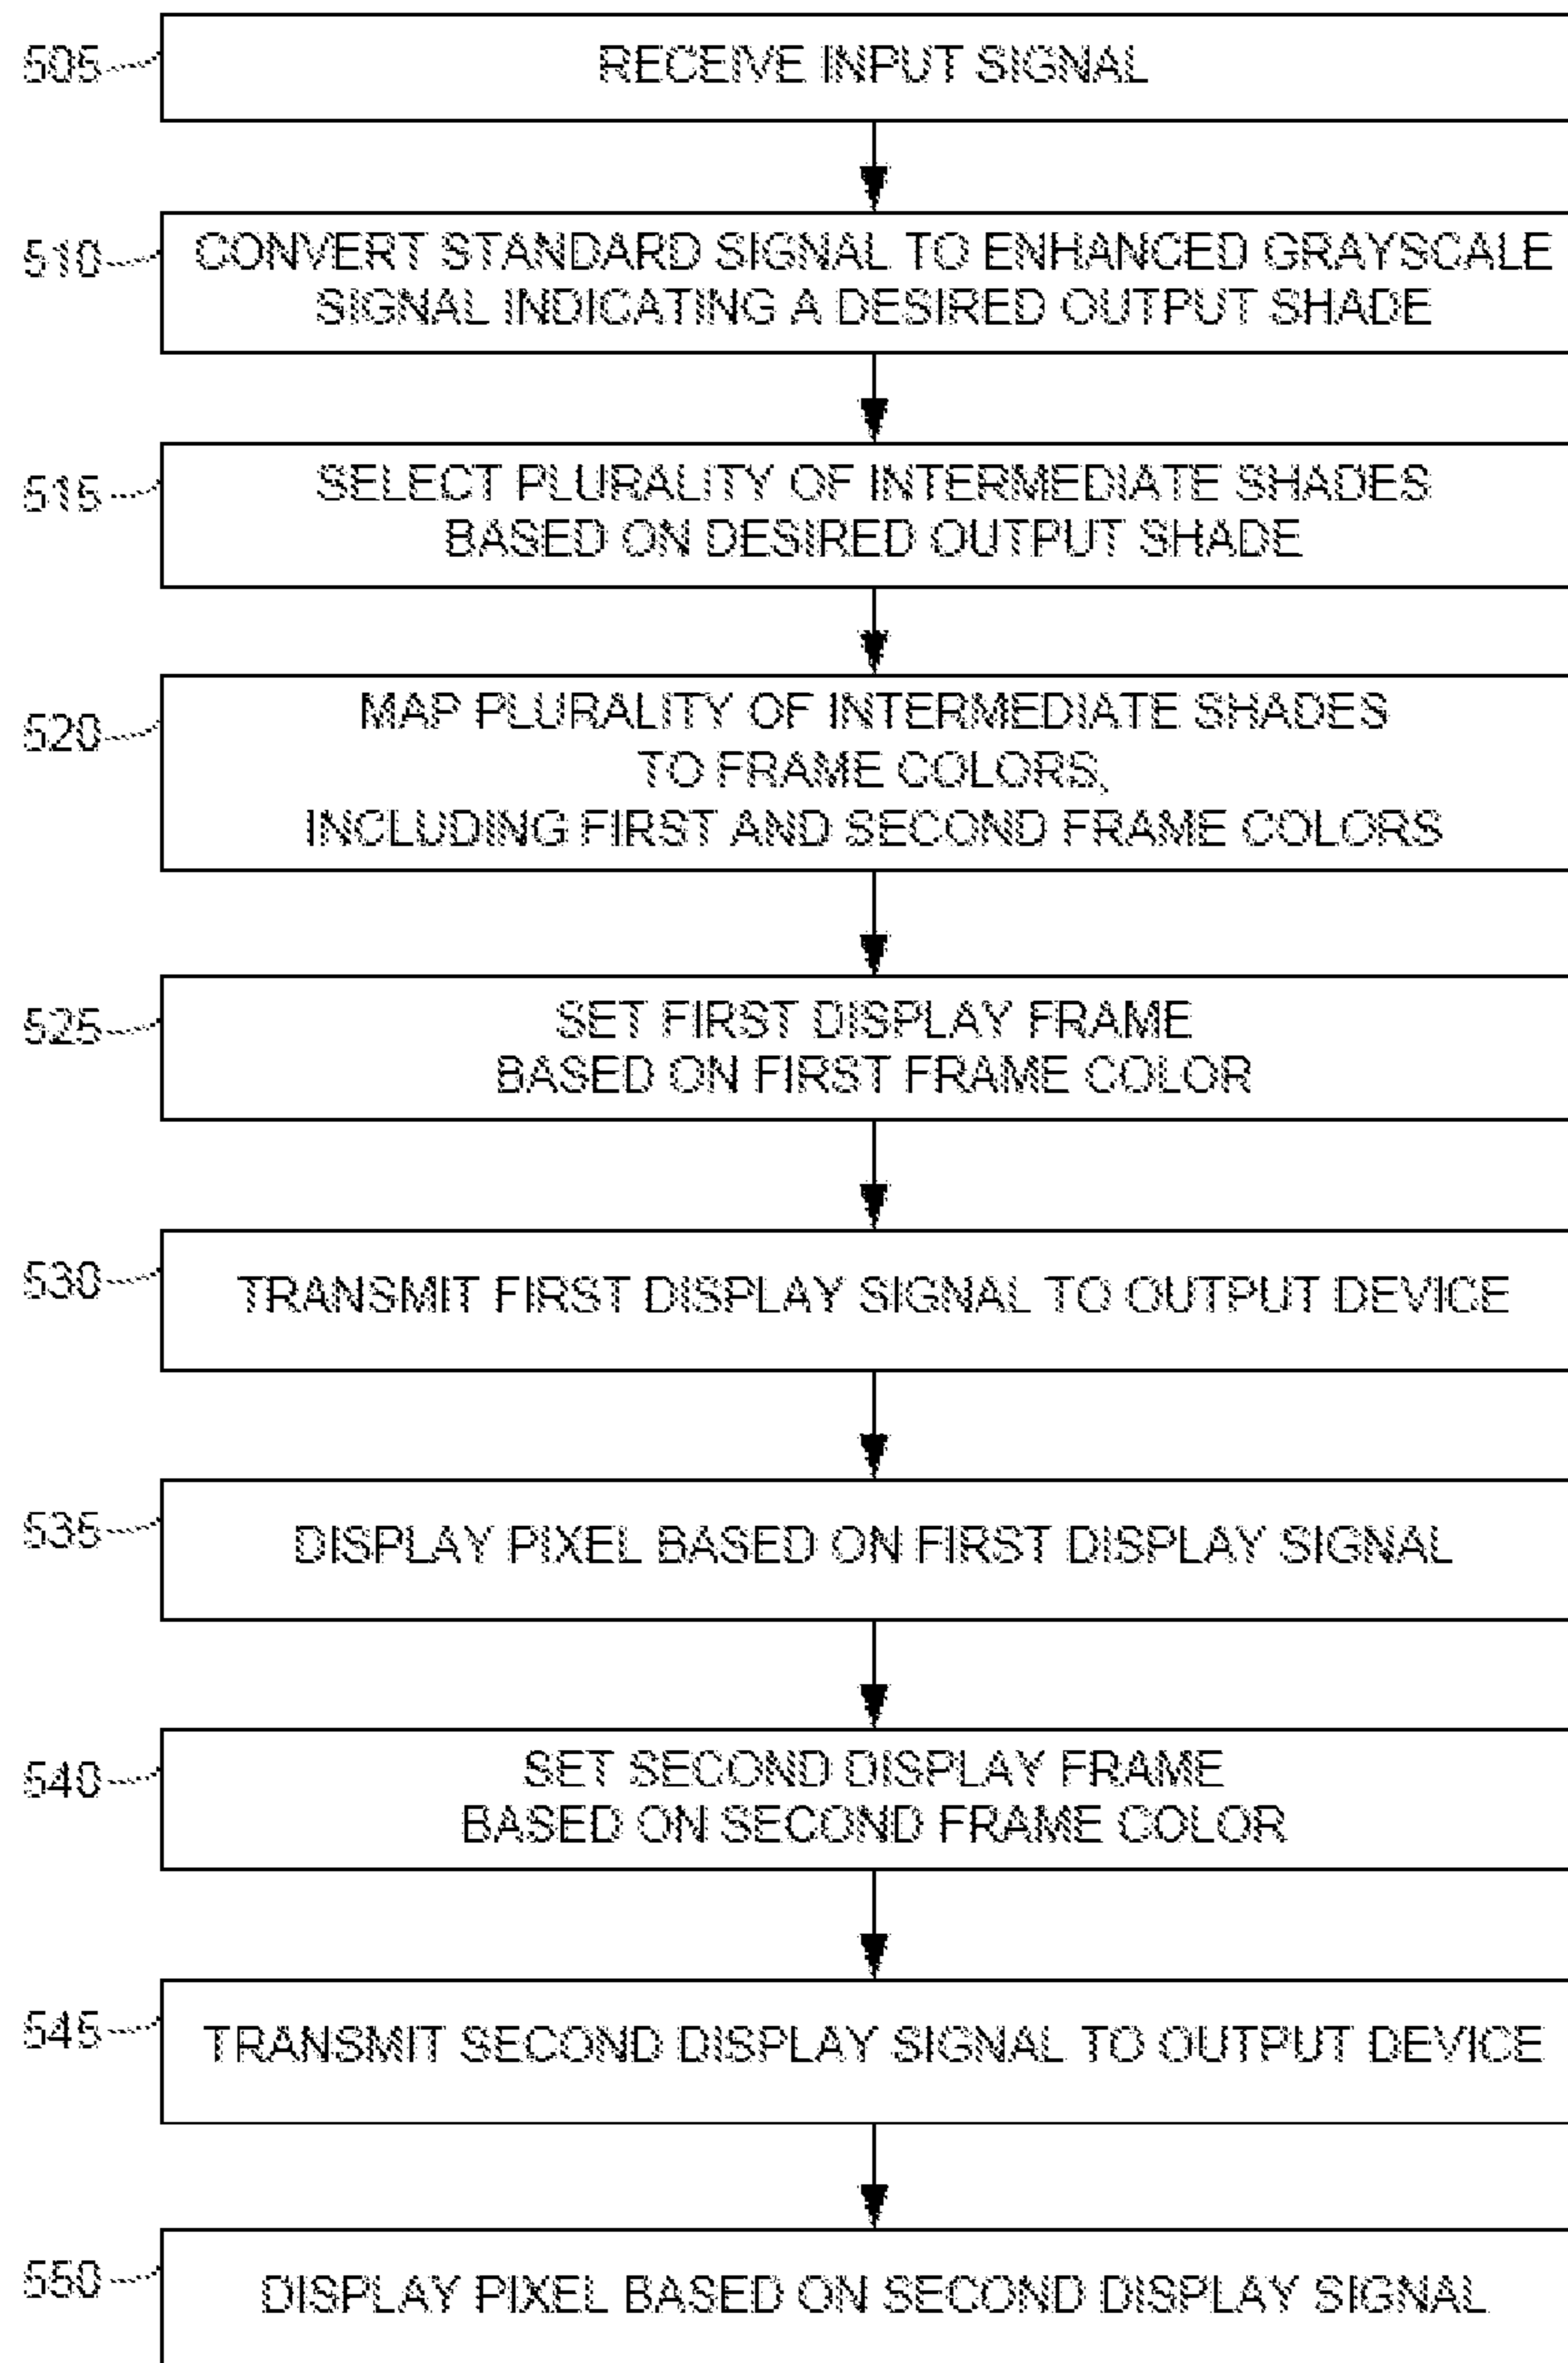 505
RECEIVE INPUT SIGNAL
510
CONVERT STANDARD SIGNAL TO ENHANCED GRAYSCALE
SIGNAL INDICATING A DESIRED OUTPUT SHADE
515
SELECT PLURALITY OF INTERMEDIATE SHADES
BASED ON DESIRED OUTPUT SHADE
520
MAP PLURALITY OF INTERMEDIATE SHADES
TO FRAME COLORS,
INCLUDING FIRST AND SECOND FRAME COLORS
525
SET FIRST DISPLAY FRAME
BASED ON FIRST FRAME COLOR
530
TRANSMIT FIRST DISPLAY SIGNAL TO OUTPUT DEVICE
535
DISPLAY PIXEL BASED ON FIRST DISPLAY SIGNAL
540
SET SECOND DISPLAY FRAME
BASED ON SECOND FRAME COLOR
545
TRANSMIT SECOND DISPLAY SIGNAL TO OUTPUT DEVICE
550
DISPLAY PIXEL BASED ON SECOND DISPLAY SIGNAL